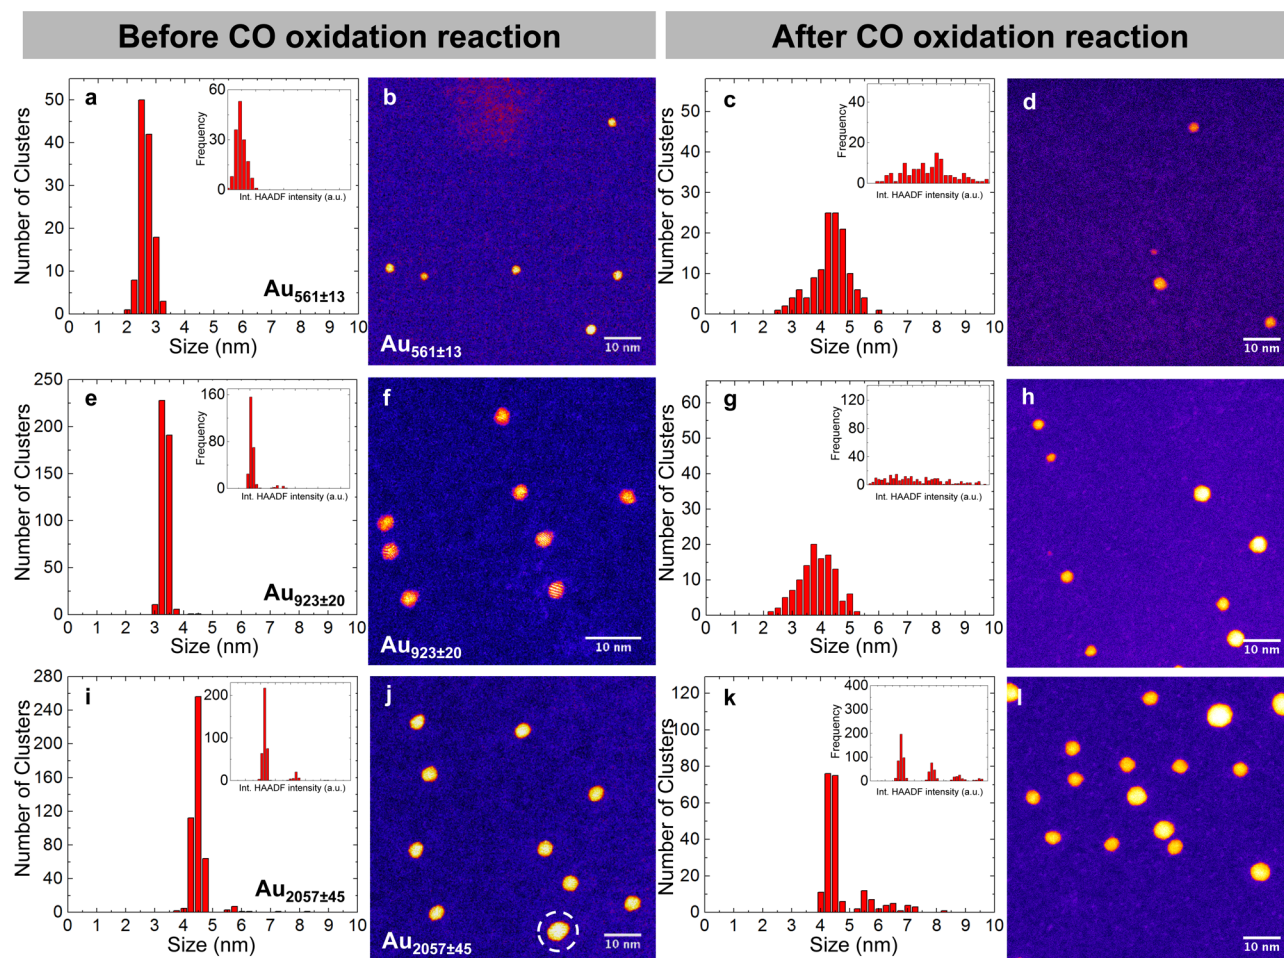 Before CO oxidation reaction
After CO oxidation reaction
a
50
40
30
20
10
0
Number of Clusters
0 1 2 3 4 5 6 7 8 9 10
Size (nm)
Au561±13
60
30
0
Frequency
Int. HAADF intensity (a.u.)
b
Au561±13
10 nm
c
50
40
30
20
10
0
Number of Clusters
0 1 2 3 4 5 6 7 8 9 10
Size (nm)
40
20
0
Frequency
Int. HAADF intensity (a.u.)
d
10 nm
e
250
200
150
100
50
0
Number of Clusters
0 1 2 3 4 5 6 7 8 9 10
Size (nm)
Au923±20
160
80
0
Frequency
Int. HAADF intensity (a.u.)
f
Au923±20
10 nm
g
60
50
40
30
20
10
0
Number of Clusters
0 1 2 3 4 5 6 7 8 9 10
Size (nm)
120
80
40
0
Frequency
Int. HAADF intensity (a.u.)
h
10 nm
i
280
240
200
160
120
80
40
0
Number of Clusters
0 1 2 3 4 5 6 7 8 9 10
Size (nm)
Au2057±45
200
100
0
Frequency
Int. HAADF intensity (a.u.)
j
Au2057±45
10 nm
k
120
100
80
60
40
20
0
Number of Clusters
0 1 2 3 4 5 6 7 8 9 10
Size (nm)
400
300
200
100
0
Frequency
Int. HAADF intensity (a.u.)
l
10 nm